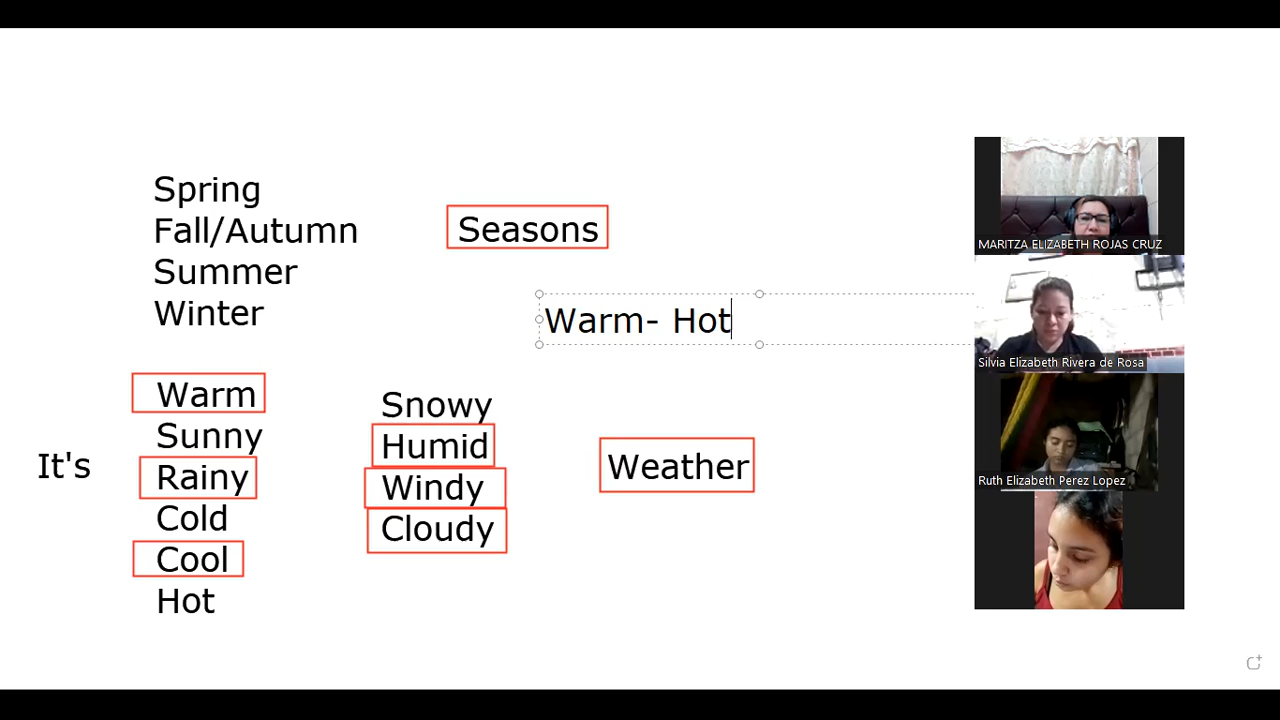 Spring
Fall/Autumn
Summer
Winter
Seasons
Warm- Hot
It's
Warm
Sunny
Rainy
Cold
Cool
Hot
Snowy
Humid
Windy
Cloudy
Weather
MARITZA ELIZABETH ROJAS CRUZ
Silvia Elizabeth Rivera de Rosa
Ruth Elizabeth Perez Lopez